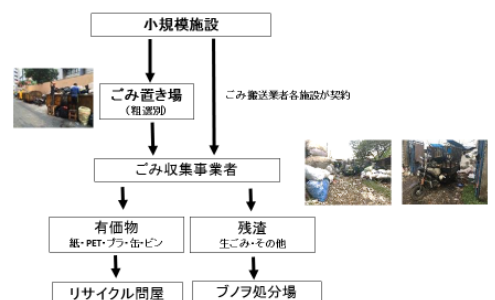 小規模施設
ごみ置き場
(粗選別)
ごみ搬送業者各施設が契約
ごみ収集事業者
有価物
紙・PET・プラ・缶・ビン
残渣
生ごみ・その他
リサイクル問屋
ブノヲ処分場